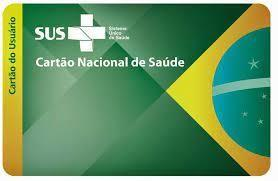 Cartão do Usuário
SUS
Sistema
Único
de Saúde
Cartão Nacional de Saúde